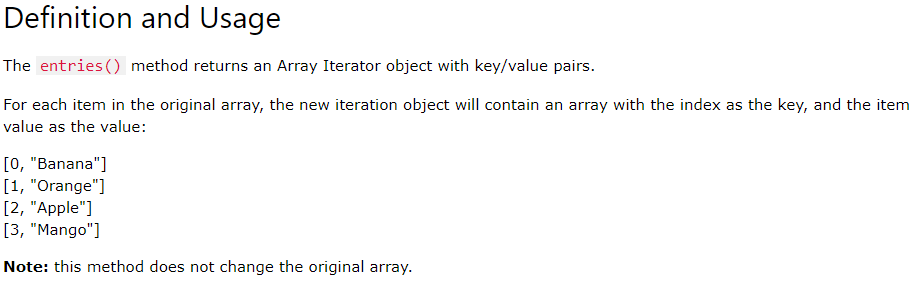 Definition and Usage
The entries() method returns an Array Iterator object with key/value pairs.
For each item in the original array, the new iteration object will contain an array with the index as the key, and the item
value as the value:
[0, "Banana"]
[1, "Orange"]
[2, "Apple"]
[3, "Mango"]
Note: this method does not change the original array.